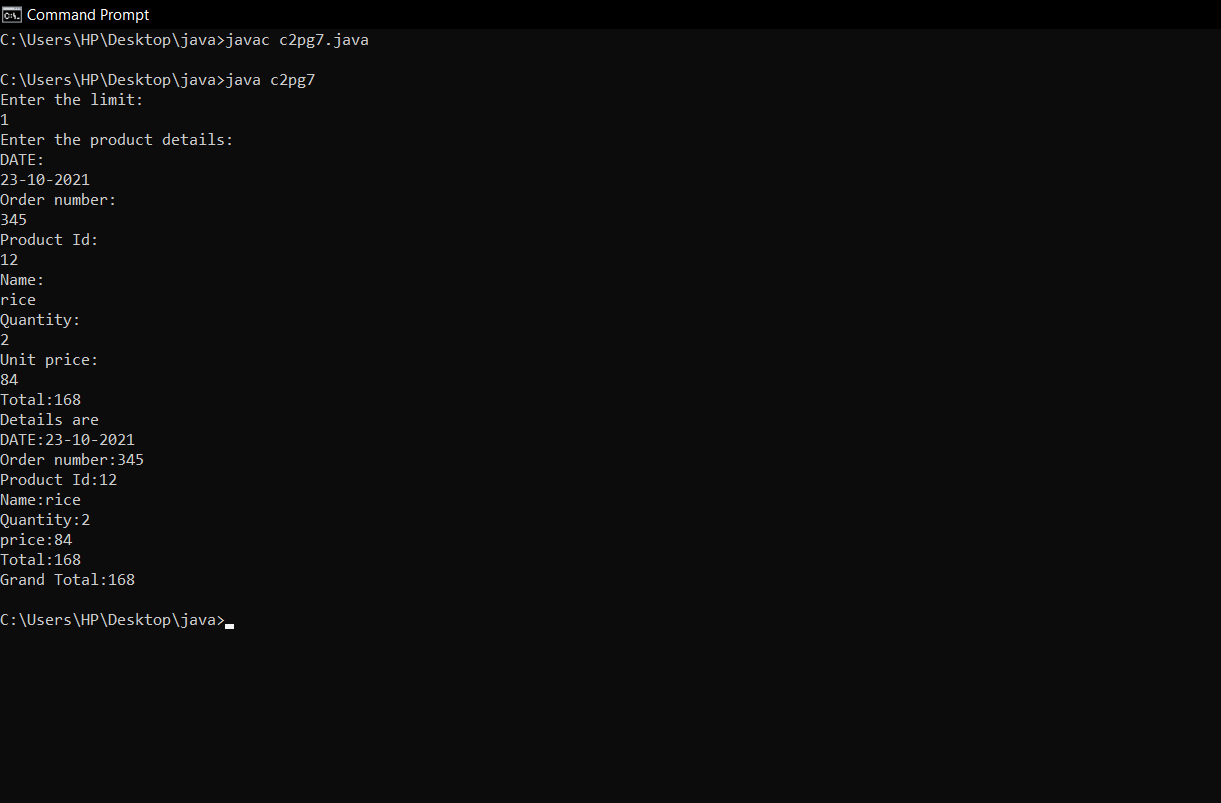 Command Prompt
C:\Users\HP\Desktop\java>javac c2pg7.java
C:\Users\HP\Desktop\java>java c2pg7
Enter the limit:
1
Enter the product details:
DATE:
23-10-2021
Order number:
345
Product Id:
12
Name:
rice
Quantity:
2
Unit price:
84
Total:168
Details are
DATE:23-10-2021
Order number:345
Product Id:12
Name:rice
Quantity:2
price:84
Total:168
Grand Total:168
C:\Users\HP\Desktop\java>